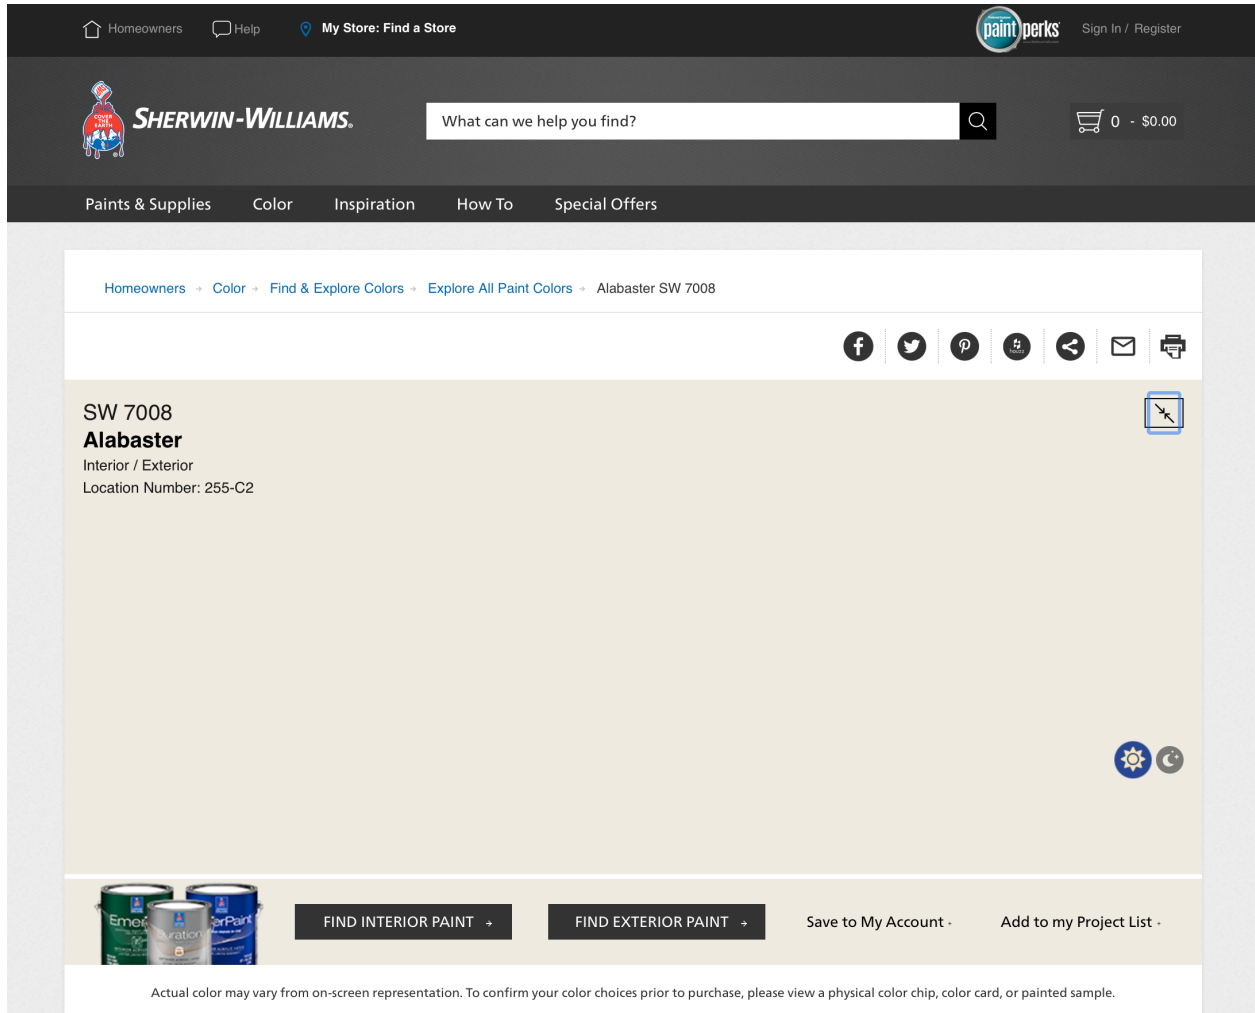 Homeowners Help My Store: Find a Store paint perks Sign In / Register
COVER THE EARTH
SHERWIN-WILLIAMS. What can we help you find? 0 - $0.00
Paints & Supplies Color Inspiration How To Special Offers
Homeowners Color Find & Explore Colors Explore All Paint Colors Alabaster SW 7008
houzz
SW 7008
Alabaster
Interior / Exterior
Location Number: 255-C2
FIND INTERIOR PAINT FIND EXTERIOR PAINT Save to My Account Add to my Project List
Actual color may vary from on-screen representation. To confirm your color choices prior to purchase, please view a physical color chip, color card, or painted sample.